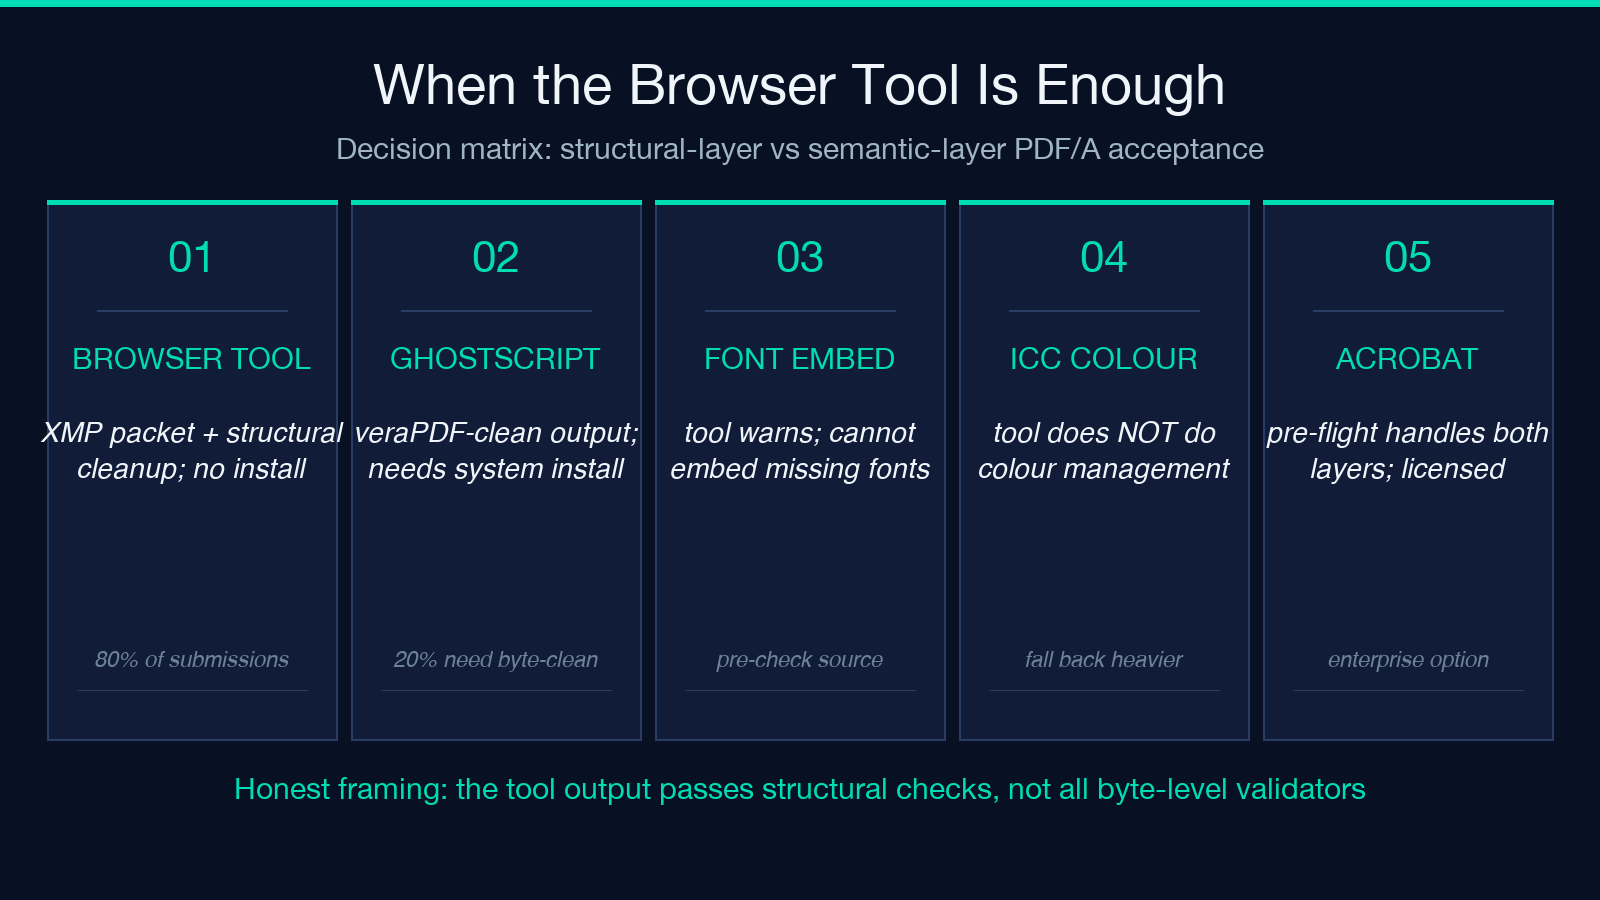 When the Browser Tool Is Enough
Decision matrix: structural-layer vs semantic-layer PDF/A acceptance
01
BROWSER TOOL
XMP packet + structural
cleanup; no install
80% of submissions
02
GHOSTSCRIPT
veraPDF-clean output;
needs system install
20% need byte-clean
03
FONT EMBED
tool warns; cannot
embed missing fonts
pre-check source
04
ICC COLOUR
tool does NOT do
colour management
fall back heavier
05
ACROBAT
pre-flight handles both
layers; licensed
enterprise option
Honest framing: the tool output passes structural checks, not all byte-level validators